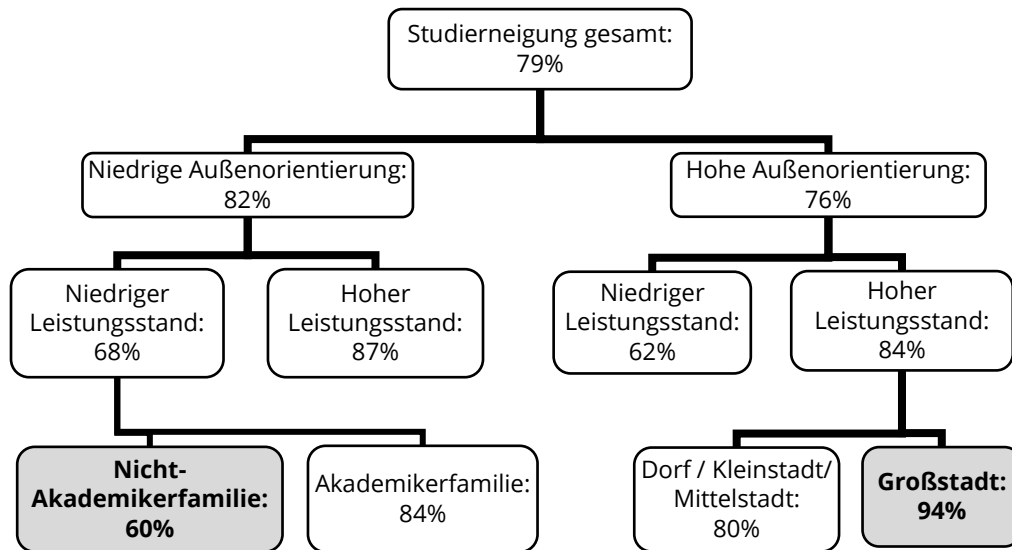 Studierneigung gesamt:
79%
Niedrige Außenorientierung:
82%
Hohe Außenorientierung:
76%
Niedriger
Leistungsstand:
68%
Hoher
Leistungsstand:
87%
Niedriger
Leistungsstand:
62%
Hoher
Leistungsstand:
84%
Nicht-
Akademikerfamilie:
60%
Akademikerfamilie:
84%
Dorf / Kleinstadt/
Mittelstadt:
80%
Großstadt:
94%